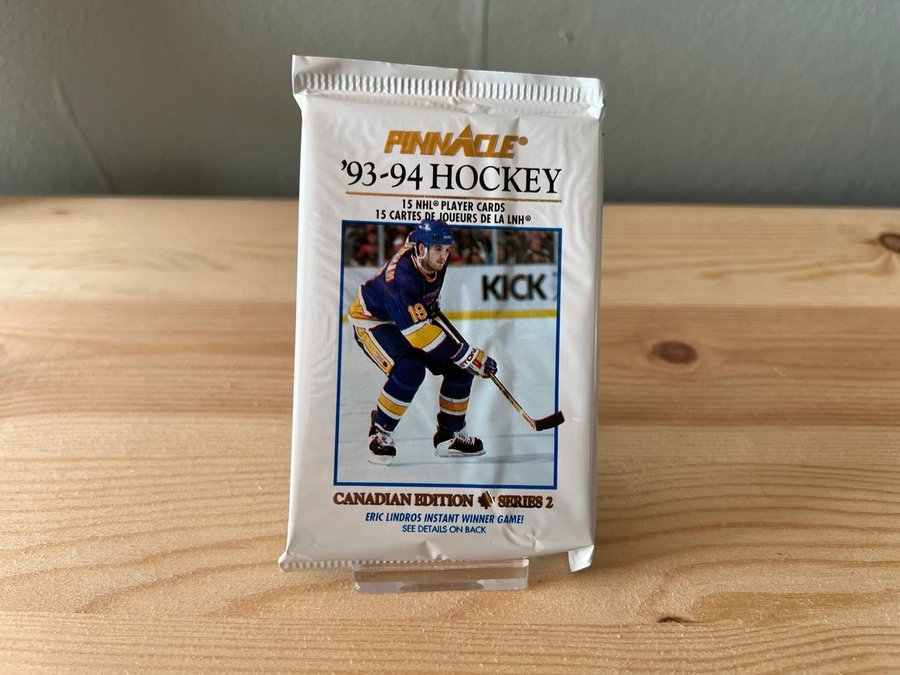 PINNACLE®
'93-94 HOCKEY
15 NHL® PLAYER CARDS
15 CARTES DE JOUEURS DE LA LNH®
KICK
19
CANADIAN EDITION SERIES 2
ERIC LINDROS INSTANT WINNER GAME!
SEE DETAILS ON BACK